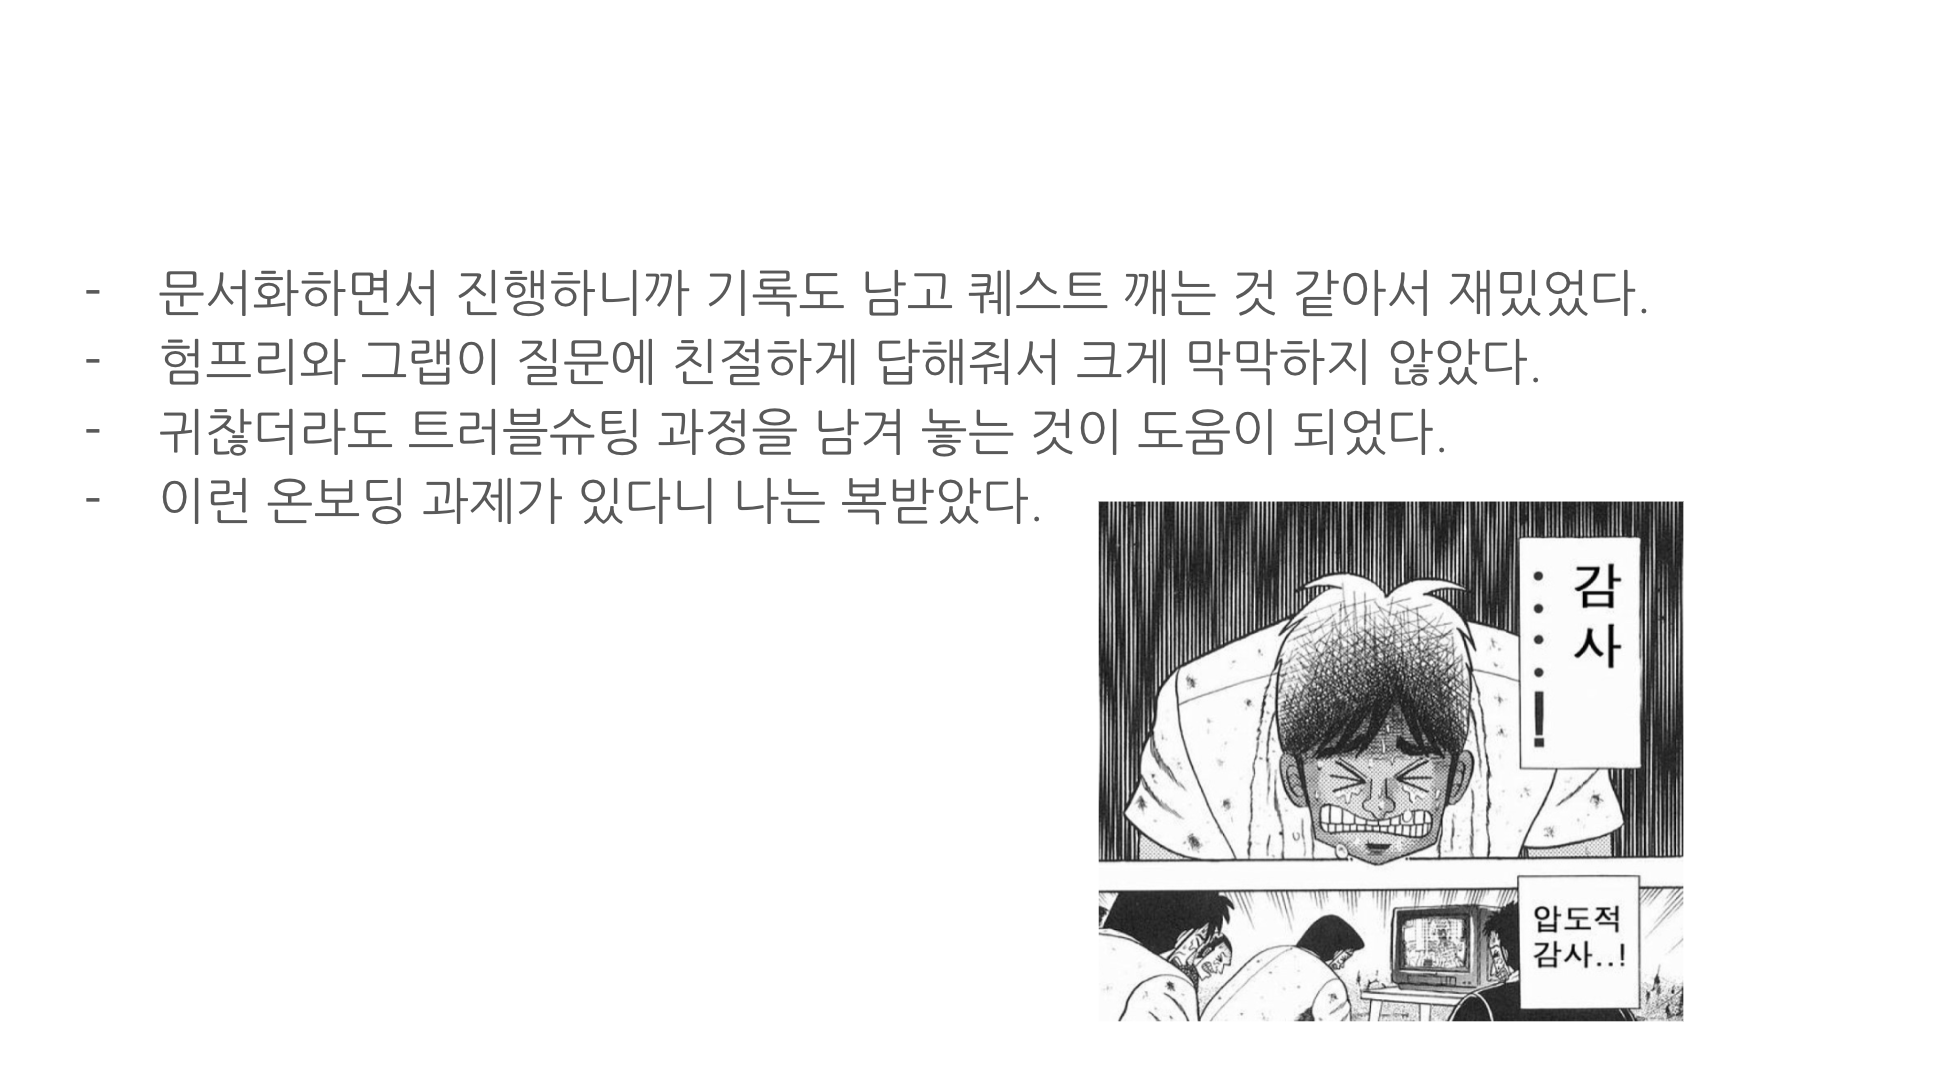 - 문서화하면서 진행하니까 기록도 남고 퀘스트 깨는 것 같아서 재밌었다.
- 험프리와 그랩이 질문에 친절하게 답해줘서 크게 막막하지 않았다.
- 귀찮더라도 트러블슈팅 과정을 남겨 놓는 것이 도움이 되었다.
- 이런 온보딩 과제가 있다니 나는 복받았다.
감사
····!
압도적
감사..!